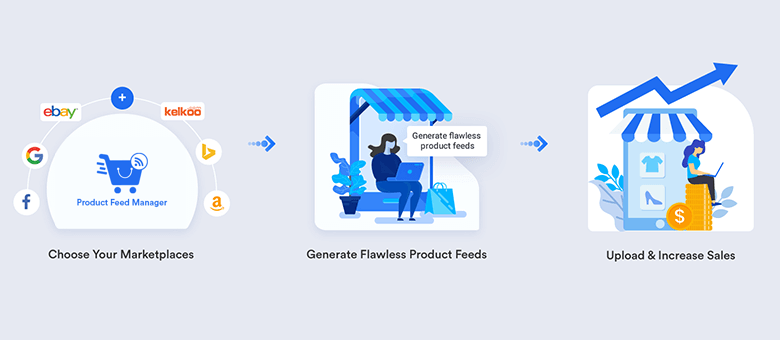 ebay
kelkoo
Product Feed Manager
Choose Your Marketplaces
Generate flawless
product feeds
Generate Flawless Product Feeds
$
Upload & Increase Sales